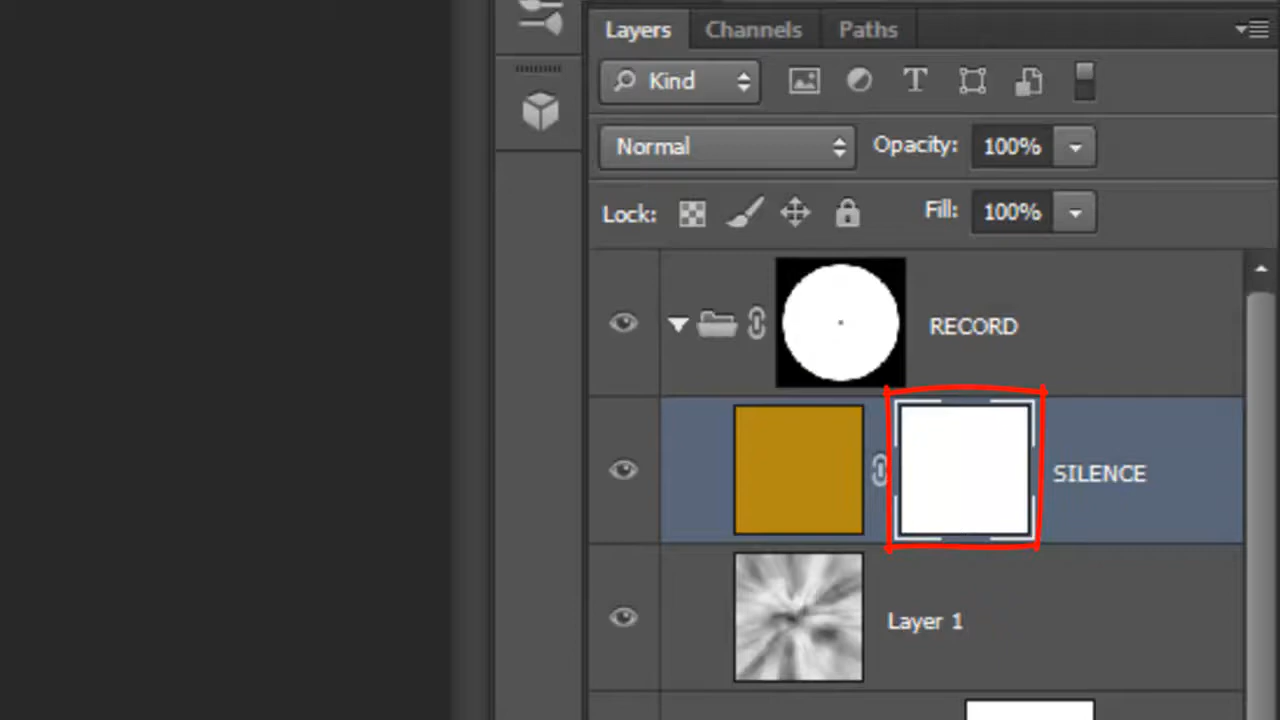 Layers Channels Paths
Kind T
Normal Opacity: 100%
Lock: Fill: 100%
RECORD
SILENCE
Layer 1